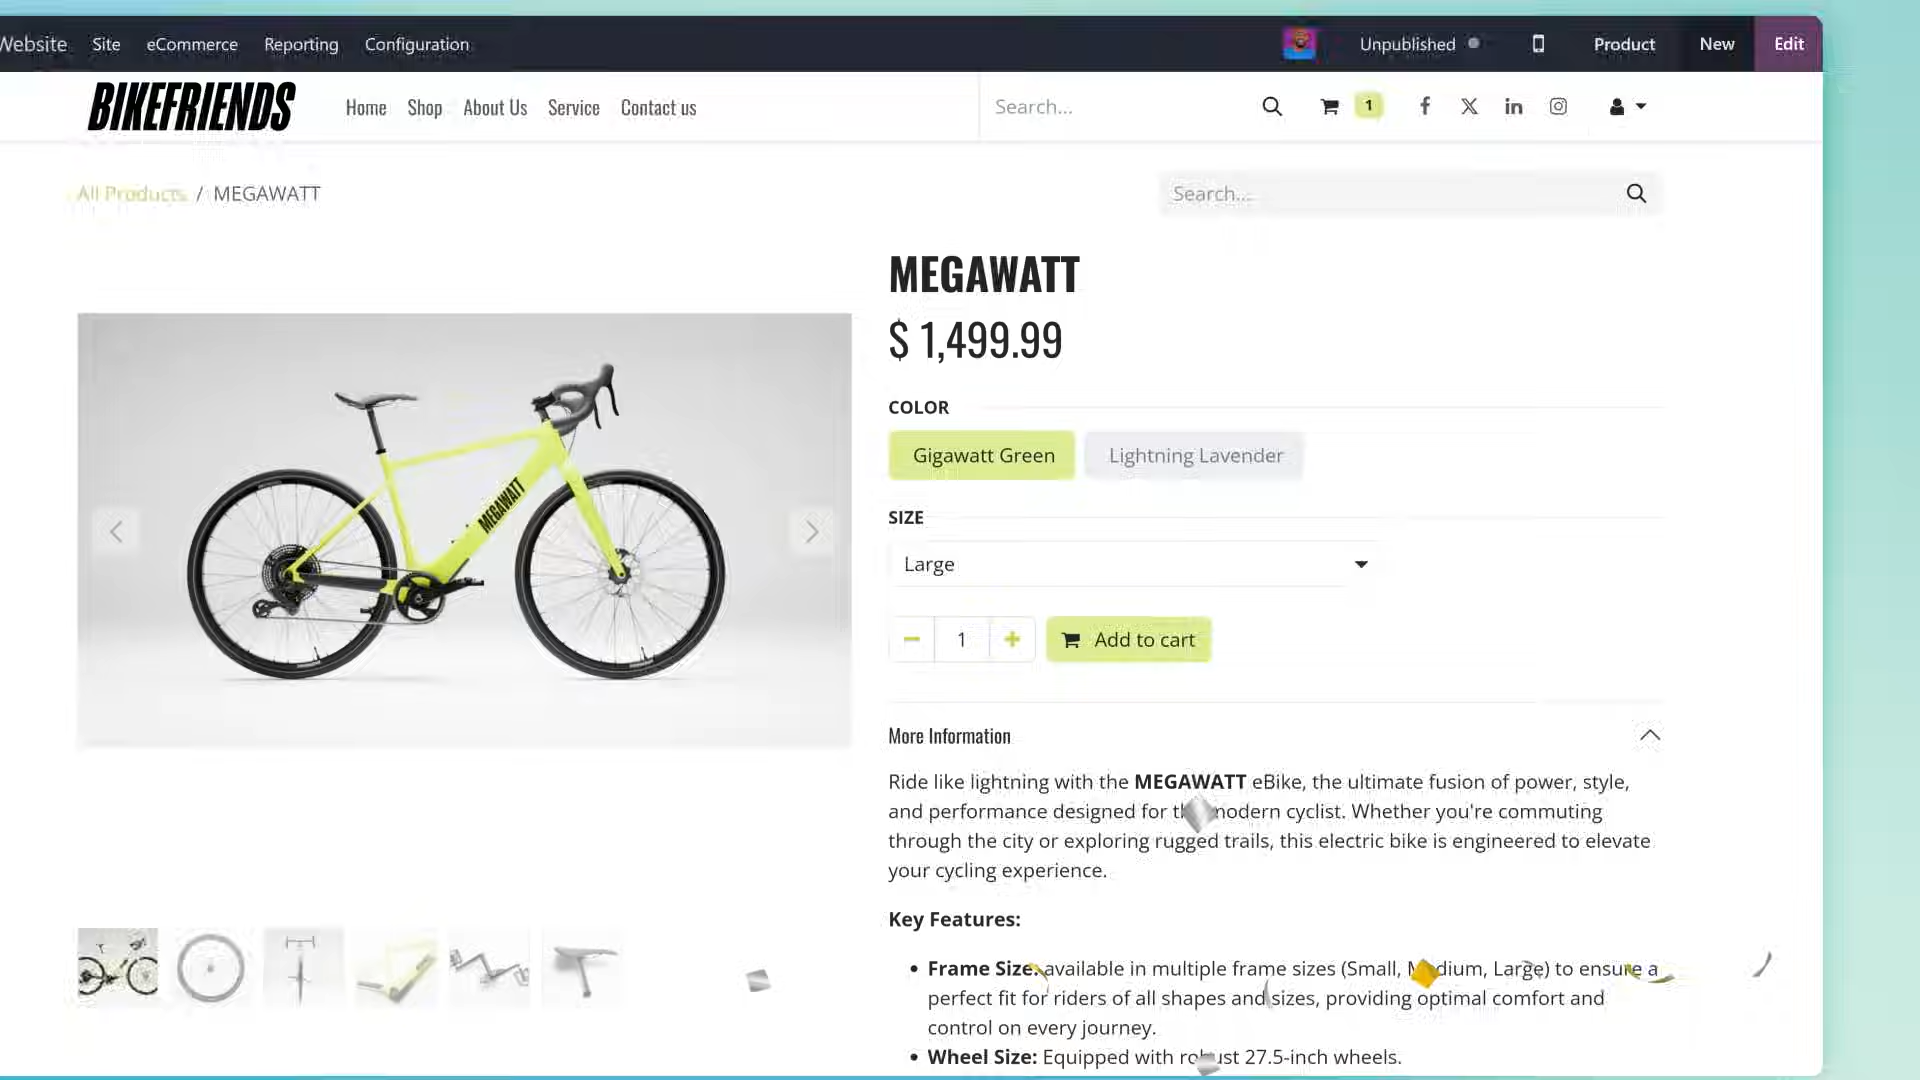 Website Site eCommerce Reporting Configuration Unpublished Product New Edit
BIKEFRIENDS Home Shop About Us Service Contact us Search... 1
All Products / MEGAWATT Search...
MEGAWATT
$ 1,499.99
COLOR
Gigawatt Green Lightning Lavender
MEGAWATT
SIZE
Large
1 Add to cart
More Information
Ride like lightning with the MEGAWATT eBike, the ultimate fusion of power, style,
and performance designed for the modern cyclist. Whether you're commuting
through the city or exploring rugged trails, this electric bike is engineered to elevate
your cycling experience.
Key Features:
Frame Size: available in multiple frame sizes (Small, Medium, Large) to ensure a
perfect fit for riders of all shapes and sizes, providing optimal comfort and
control on every journey.
Wheel Size: Equipped with robust 27.5-inch wheels.